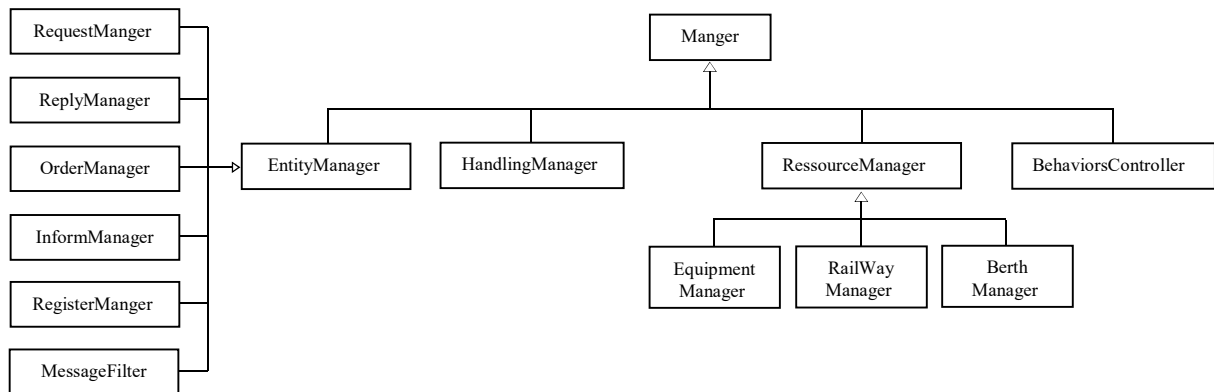 RequestManger
ReplyManager
OrderManager
InformManager
RegisterManger
MessageFilter
Manger
EntityManager
HandlingManager
RessourceManager
BehaviorsController
Equipment
Manager
RailWay
Manager
Berth
Manager